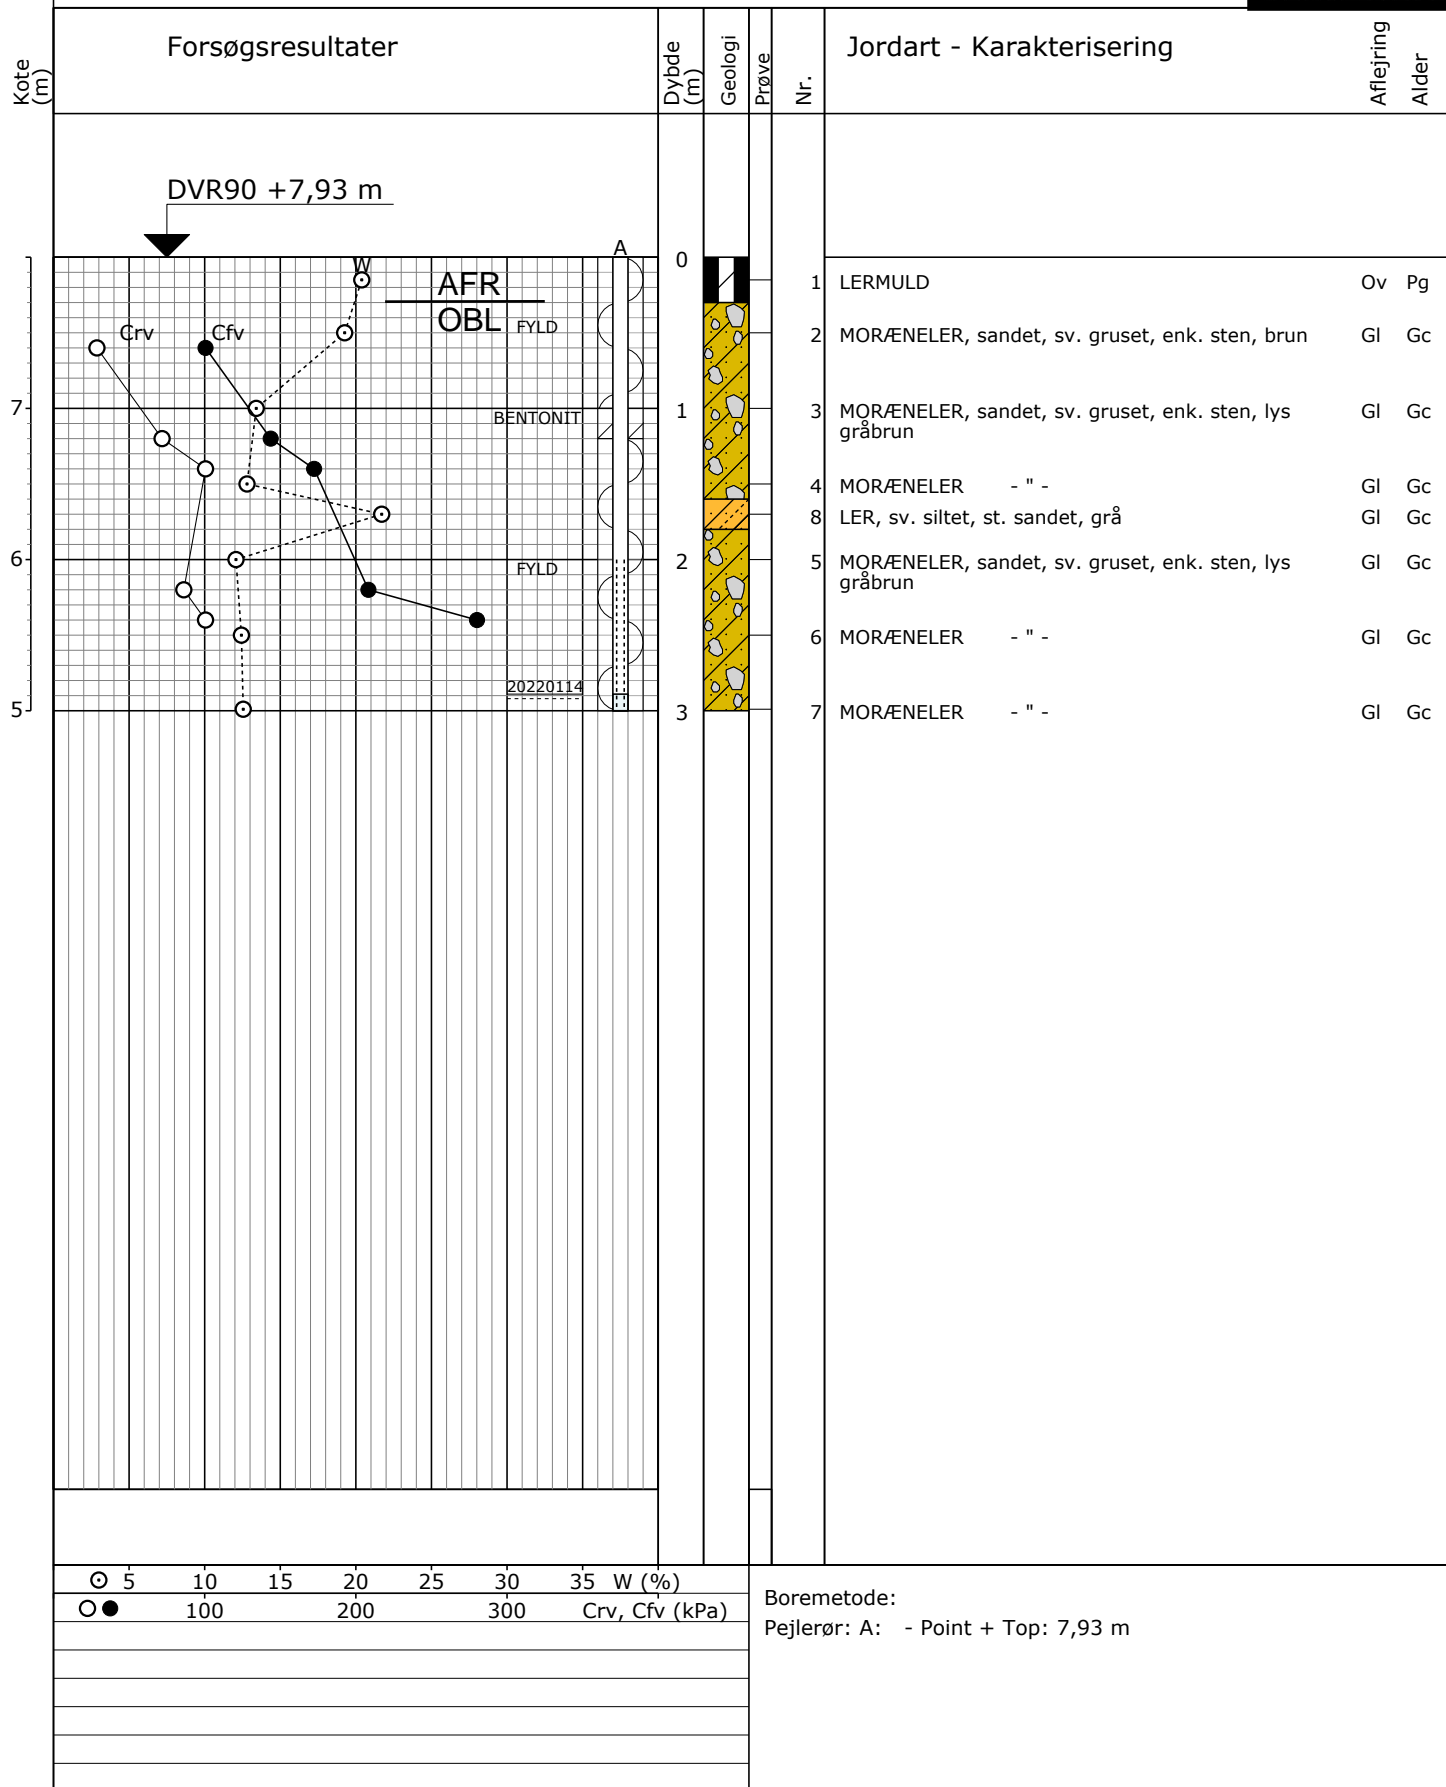 Kote (m)
Forsøgsresultater
Dybde (m)
Geologi
Prøve
Nr.
Jordart - Karakterisering
Aflejring
Alder
DVR90 +7,93 m
A
W
AFR
OBL
FYLD
Crv
Cfv
BENTONIT
FYLD
20220114
7
6
5
0
1
2
3
1 LERMULD Ov Pg
2 MORÆNELER, sandet, sv. gruset, enk. sten, brun Gl Gc
3 MORÆNELER, sandet, sv. gruset, enk. sten, lys Gl Gc
gråbrun
4 MORÆNELER - " - Gl Gc
8 LER, sv. siltet, st. sandet, grå Gl Gc
5 MORÆNELER, sandet, sv. gruset, enk. sten, lys Gl Gc
gråbrun
6 MORÆNELER - " - Gl Gc
7 MORÆNELER - " - Gl Gc
5 10 15 20 25 30 35 W (%)
100 200 300 Crv, Cfv (kPa)
Boremetode:
Pejlerør: A: - Point + Top: 7,93 m